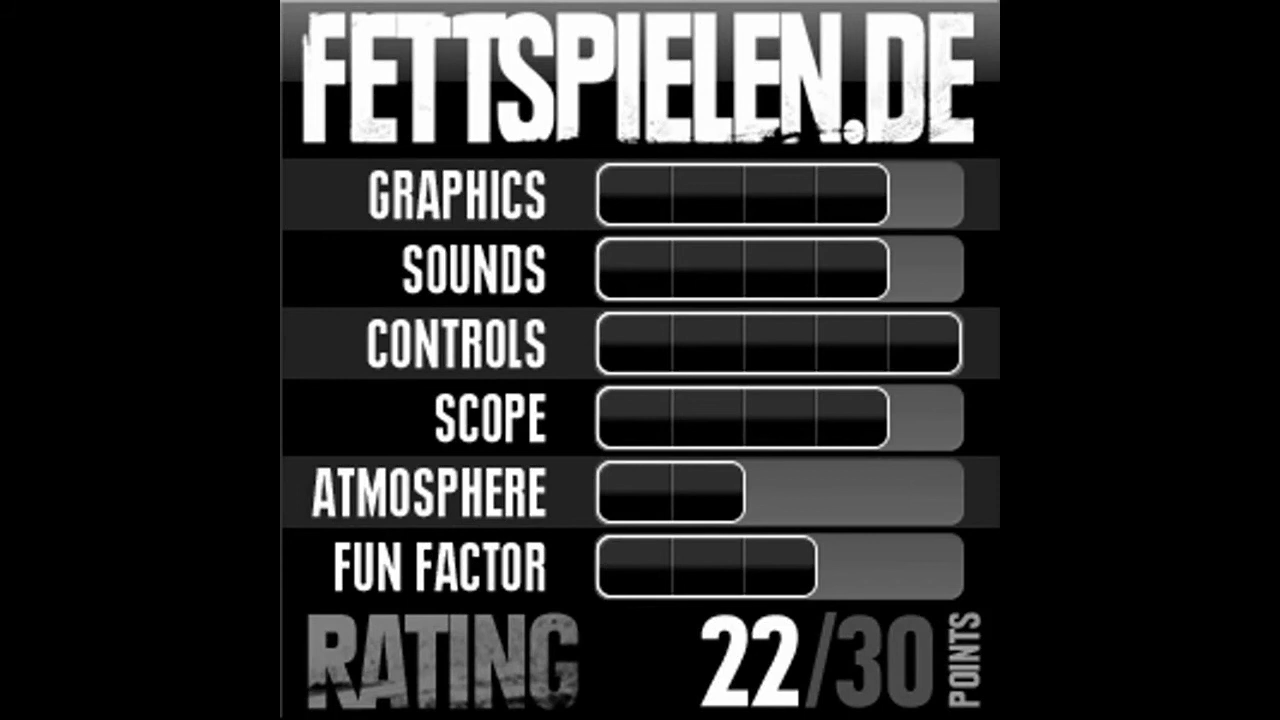 FETTSPIELEN.DE
GRAPHICS
SOUNDS
CONTROLS
SCOPE
ATMOSPHERE
FUN FACTOR
RATING 22/30 POINTS